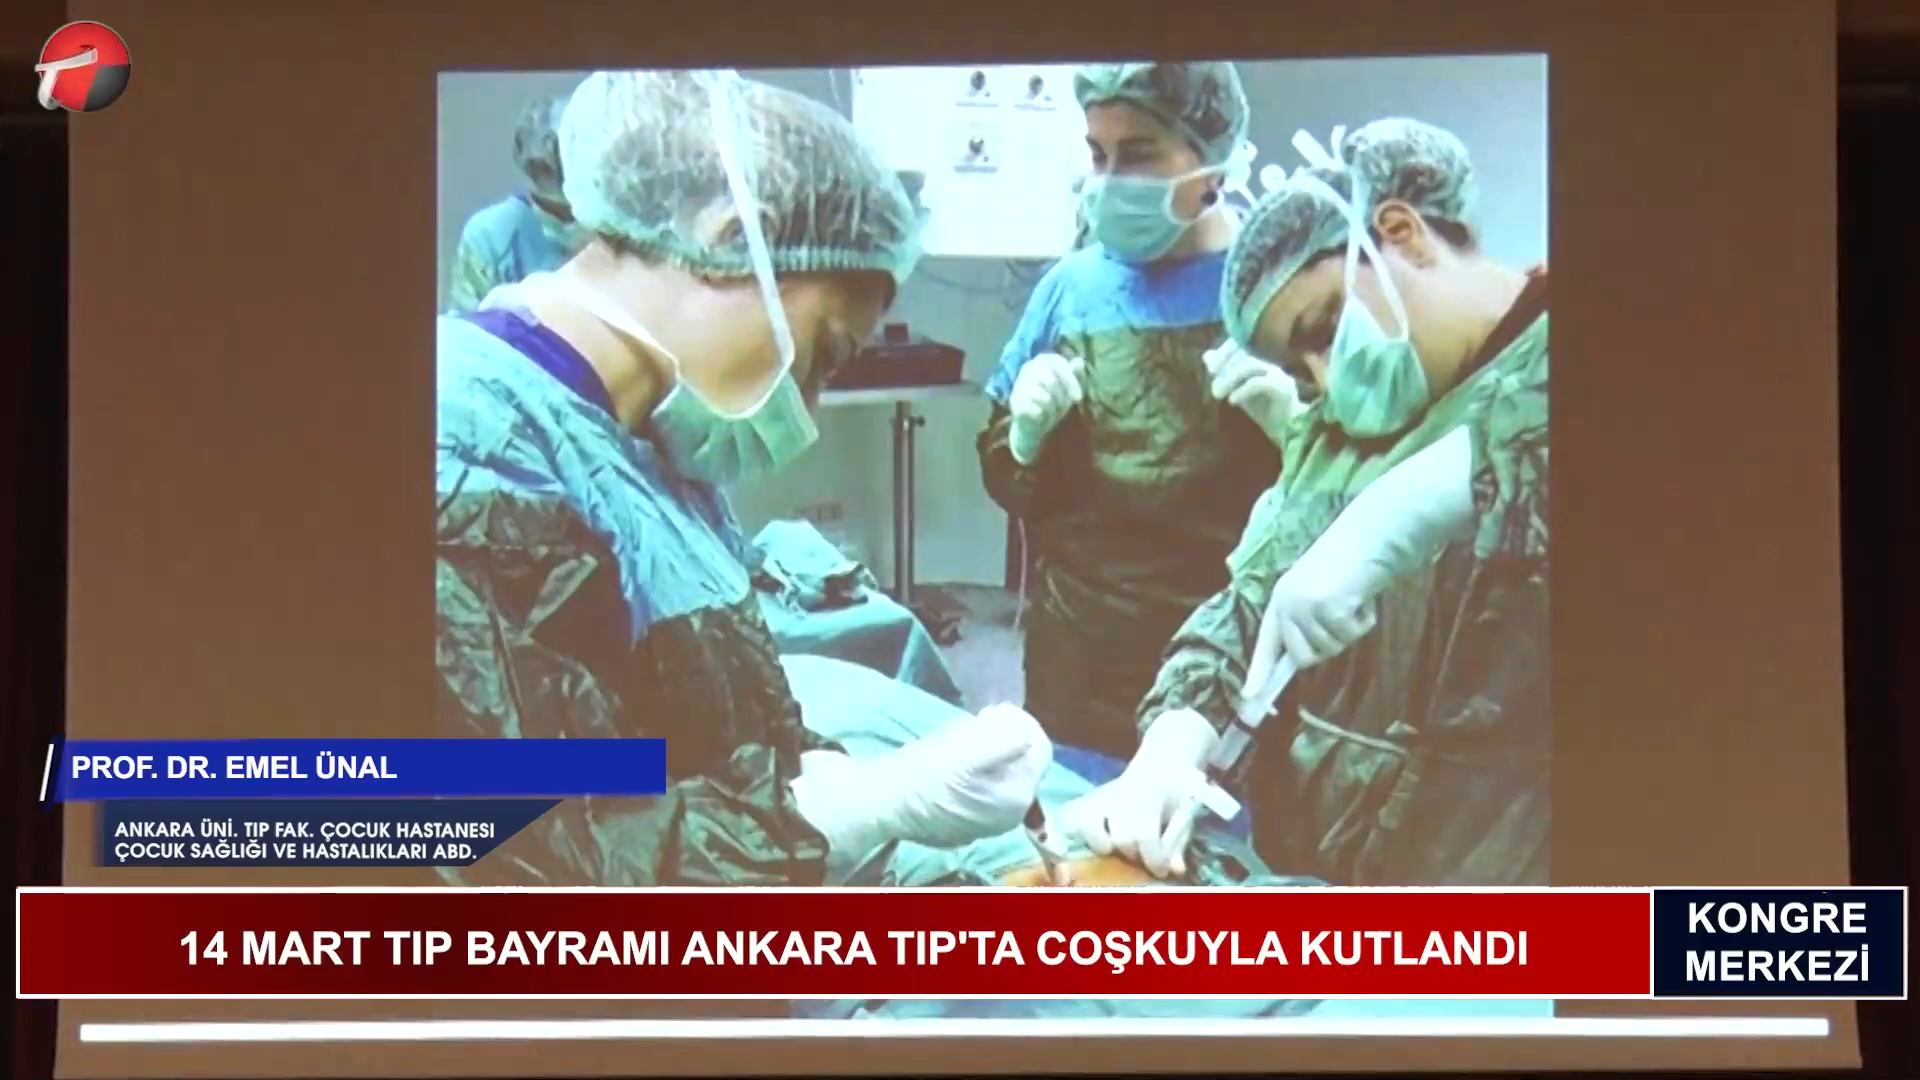 PROF. DR. EMEL ÜNAL
ANKARA ÜNİ. TIP FAK. ÇOCUK HASTANESI
ÇOCUK SAĞLIĞI VE HASTALIKLARI ABD.
14 MART TIP BAYRAMI ANKARA TIP'TA COŞKUYLA KUTLANDI
KONGRE
MERKEZİ